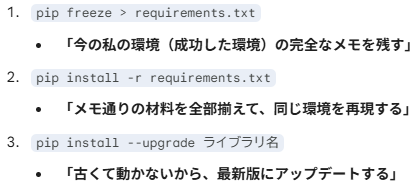 1. pip freeze > requirements.txt
• 「今の私の環境（成功した環境）の完全なメモを残す」
2. pip install -r requirements.txt
• 「メモ通りの材料を全部揃えて、同じ環境を再現する」
3. pip install --upgrade ライブラリ名
• 「古くて動かないから、最新版にアップデートする」